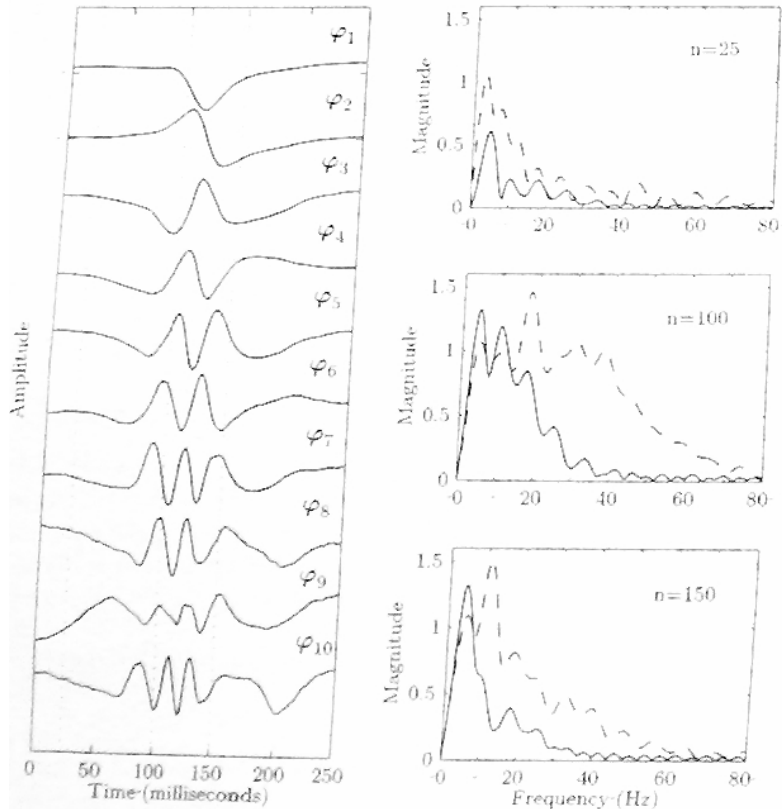 φ1
φ2
φ3
φ4
φ5
φ6
φ7
φ8
φ9
φ10
Amplitude
0 50 100 150 200 250
Time (milliseconds)
1.5
1
0.5
0
Magnitude
n=25
0 20 40 60 80
1.5
1
0.5
0
Magnitude
n=100
0 20 40 60 80
1.5
1
0.5
0
Magnitude
n=150
0 20 40 60 80
Frequency (Hz)